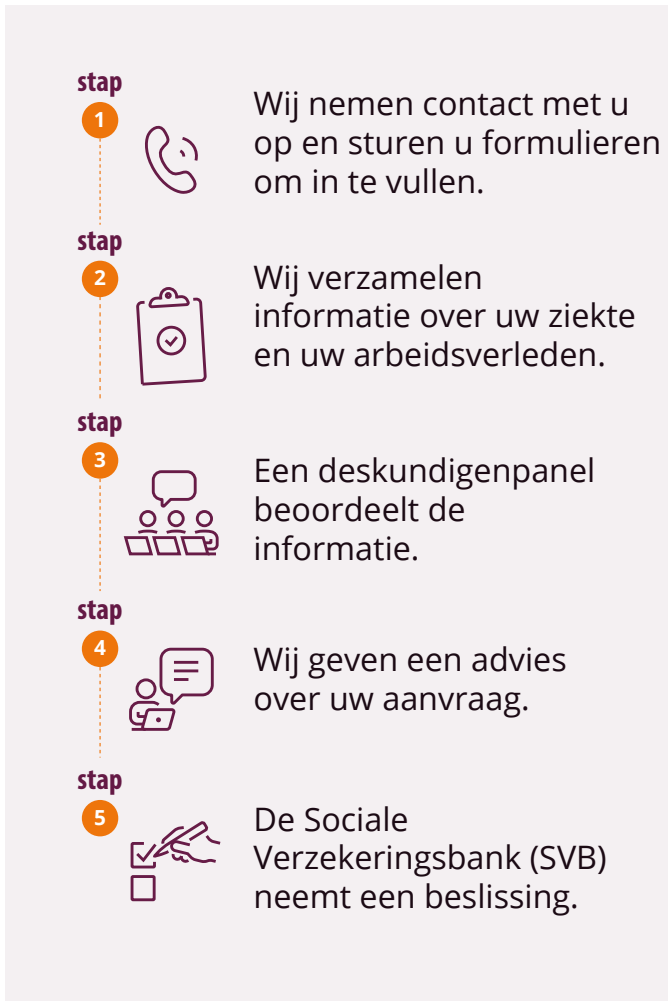 stap
1
Wij nemen contact met u
op en sturen u formulieren
om in te vullen.
stap
2
Wij verzamelen
informatie over uw ziekte
en uw arbeidsverleden.
stap
3
Een deskundigenpanel
beoordeelt de
informatie.
stap
4
Wij geven een advies
over uw aanvraag.
stap
5
De Sociale
Verzekeringsbank (SVB)
neemt een beslissing.